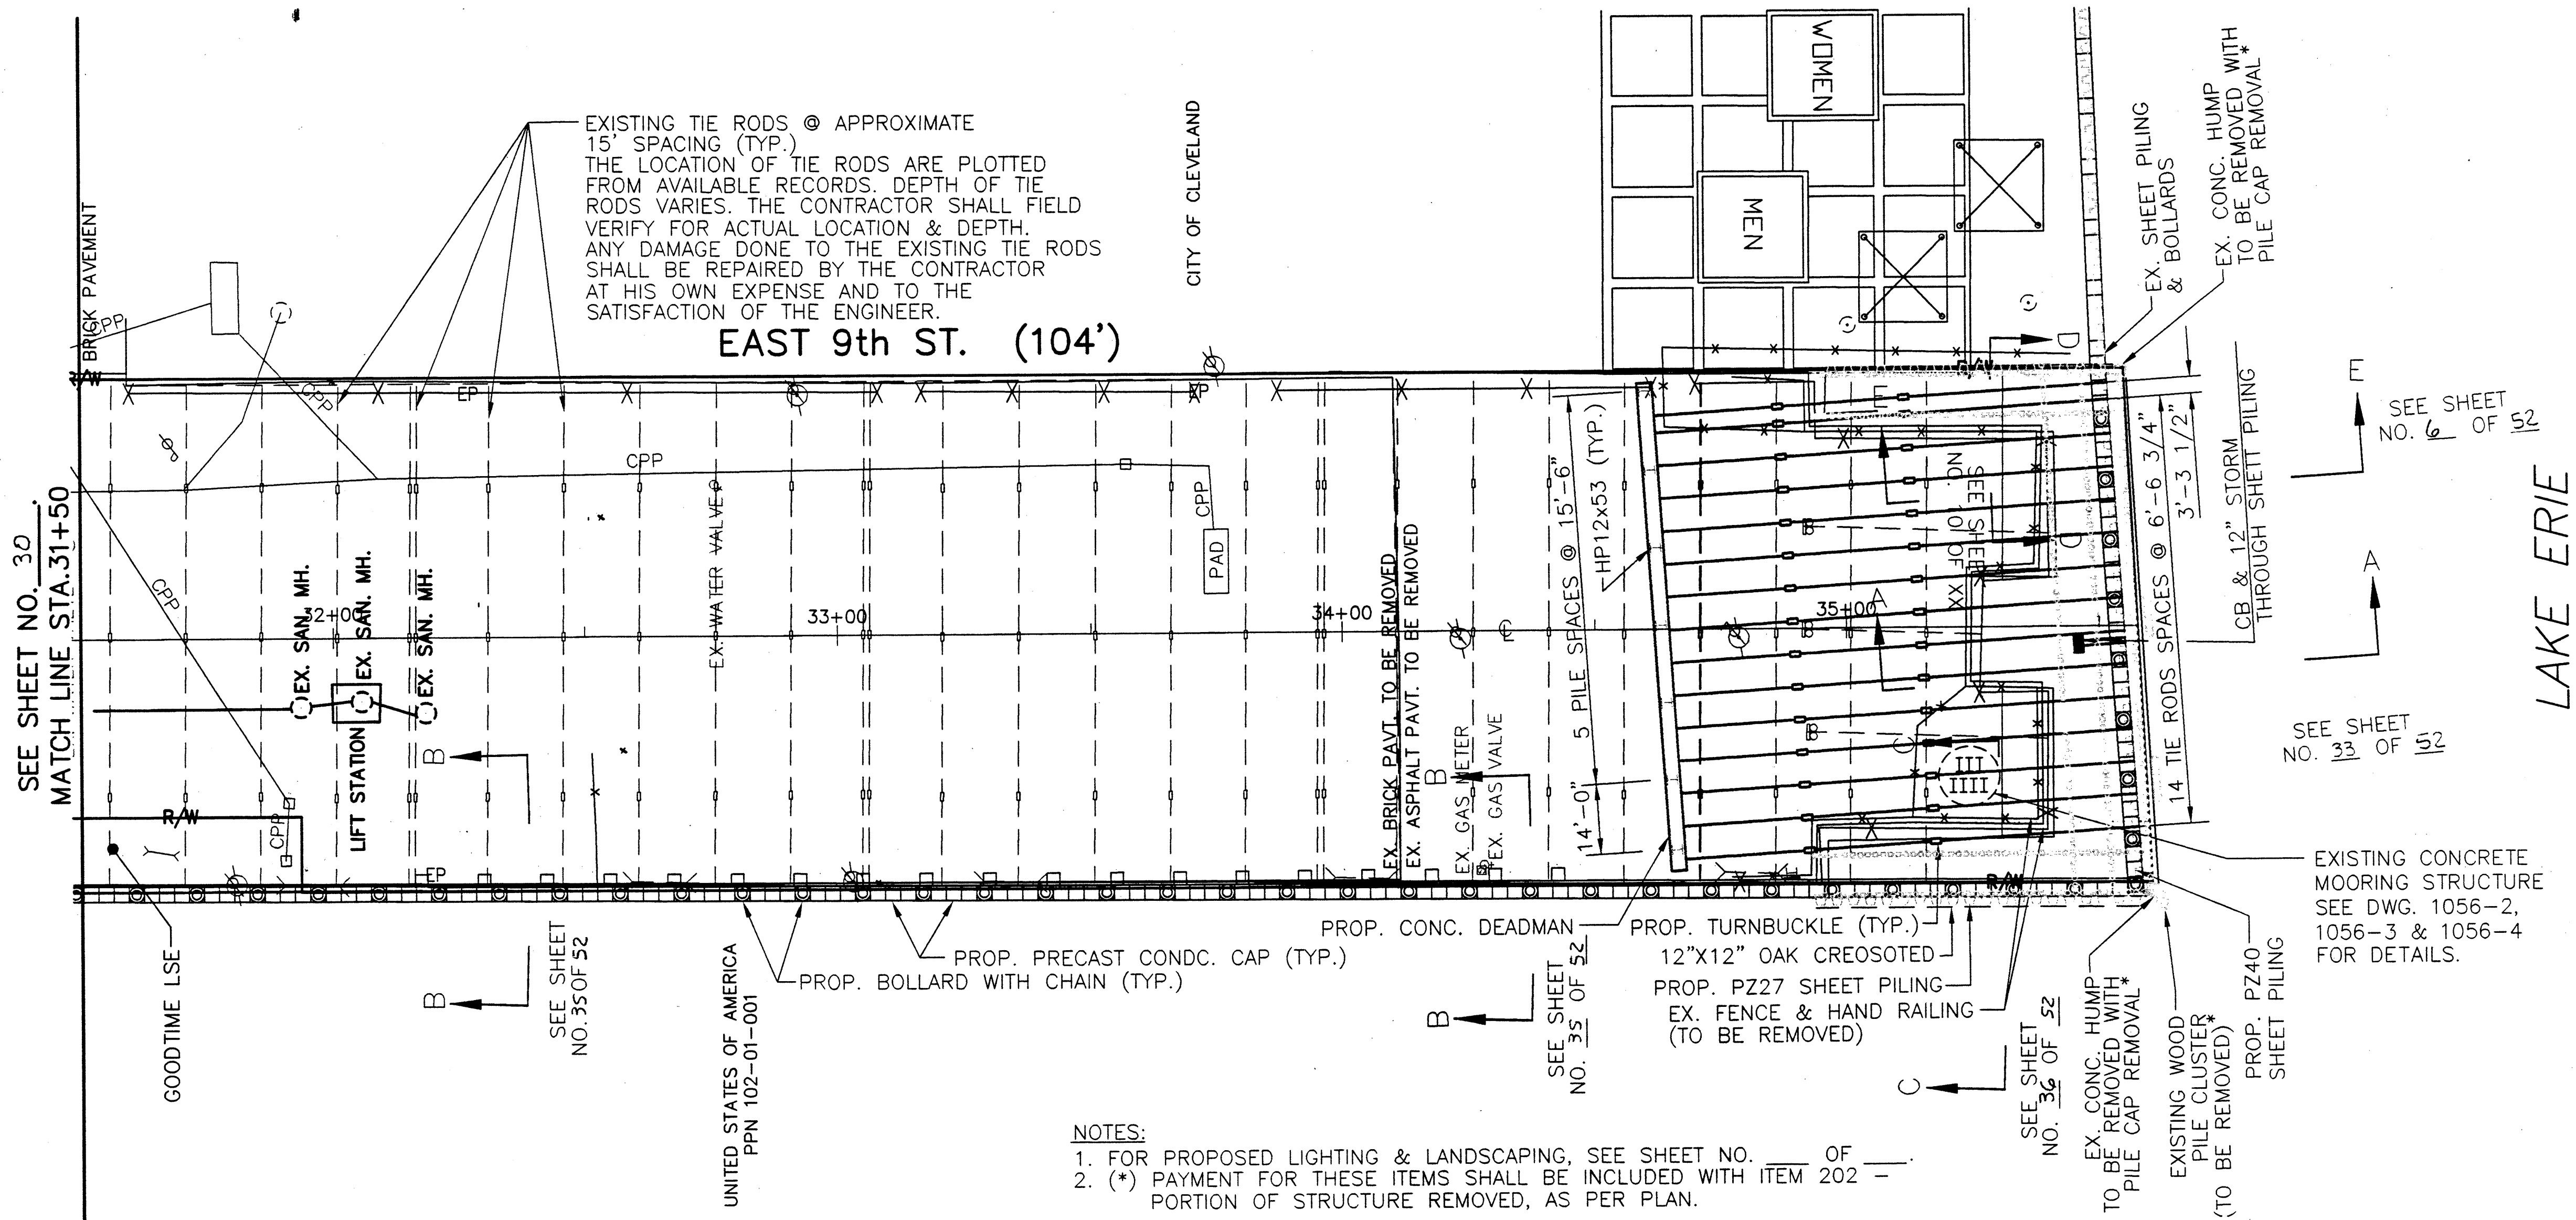 EXISTING TIE RODS @ APPROXIMATE
15' SPACING (TYP.)
THE LOCATION OF TIE RODS ARE PLOTTED
FROM AVAILABLE RECORDS. DEPTH OF TIE
RODS VARIES. THE CONTRACTOR SHALL FIELD
VERIFY FOR ACTUAL LOCATION & DEPTH.
ANY DAMAGE DONE TO THE EXISTING TIE RODS
SHALL BE REPAIRED BY THE CONTRACTOR
AT HIS OWN EXPENSE AND TO THE
SATISFACTION OF THE ENGINEER.
EAST 9th ST. (104')
CITY OF CLEVELAND
BRICK PAVEMENT
CPP
R/W
CPP
EP
CPP
EP
CPP
PAD
CPP
SEE SHEET NO. 30.
MATCH LINE STA.31+50
EX. SAN. MH.
EX. SAN. MH.
EX. SAN. MH.
LIFT STATION
32+00
33+00
34+00
35+00
EX. WATER VALVE
R/W
CPP
EP
B
B
GOODTIME LSE
SEE SHEET
NO. 35 OF 52
UNITED STATES OF AMERICA
PPN 102-01-001
PROP. PRECAST CONDC. CAP (TYP.)
PROP. BOLLARD WITH CHAIN (TYP.)
EX. BRICK PAVT. TO BE REMOVED
EX. ASPHALT PAVT. TO BE REMOVED
EX. GAS METER
EX. GAS VALVE
B
B
SEE SHEET
NO. 35 OF 52
5 PILE SPACES @ 15'-6"
14'-0"
HP12x53 (TYP.)
WOMEN
MEN
R/W
D
E
SEE SHEET
NO. 10 OF XX
D
A
C
III
IIII
R/W
EX. SHEET PILING
& BOLLARDS
EX. CONC. HUMP
TO BE REMOVED WITH
PILE CAP REMOVAL*
14 TIE RODS SPACES @ 6'-6 3/4"
3'-3 1/2"
CB & 12" STORM
THROUGH SHETT PILING
E
SEE SHEET
NO. 6 OF 52
A
SEE SHEET
NO. 33 OF 52
LAKE ERIE
EXISTING CONCRETE
MOORING STRUCTURE
SEE DWG. 1056-2,
1056-3 & 1056-4
FOR DETAILS.
PROP. CONC. DEADMAN
PROP. TURNBUCKLE (TYP.)
12"X12" OAK CREOSOTED
PROP. PZ27 SHEET PILING
EX. FENCE & HAND RAILING
(TO BE REMOVED)
C
SEE SHEET
NO. 36 OF 52
EX. CONC. HUMP
TO BE REMOVED WITH
PILE CAP REMOVAL*
EXISTING WOOD
PILE CLUSTER*
(TO BE REMOVED)
PROP. PZ40
SHEET PILING
NOTES:
1. FOR PROPOSED LIGHTING & LANDSCAPING, SEE SHEET NO. ___ OF ___.
2. (*) PAYMENT FOR THESE ITEMS SHALL BE INCLUDED WITH ITEM 202 -
PORTION OF STRUCTURE REMOVED, AS PER PLAN.